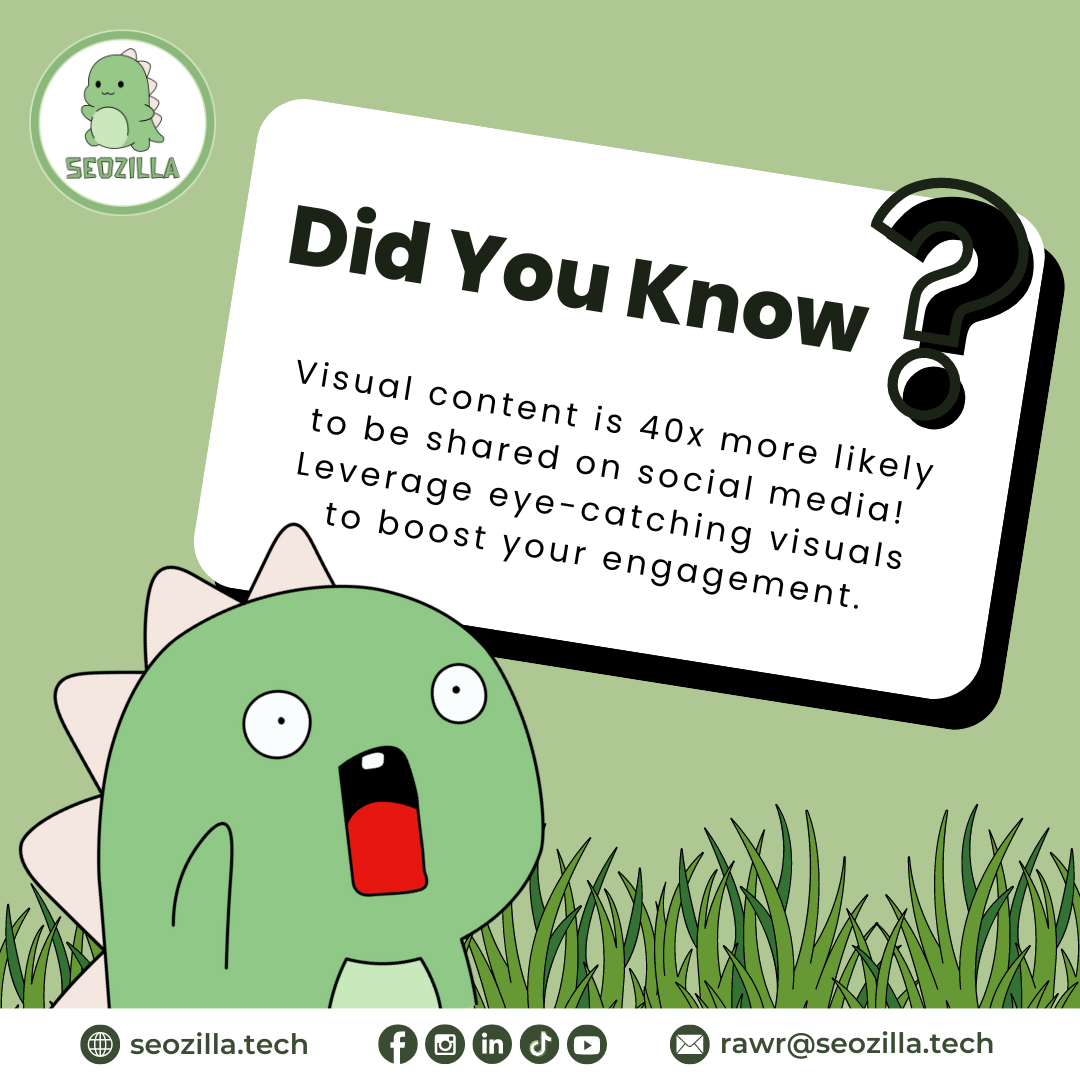 SEOZILLA
Did You Know?
Visual content is 40x more likely
to be shared on social media!
Leverage eye-catching visuals
to boost your engagement.
seozilla.tech
rawr@seozilla.tech